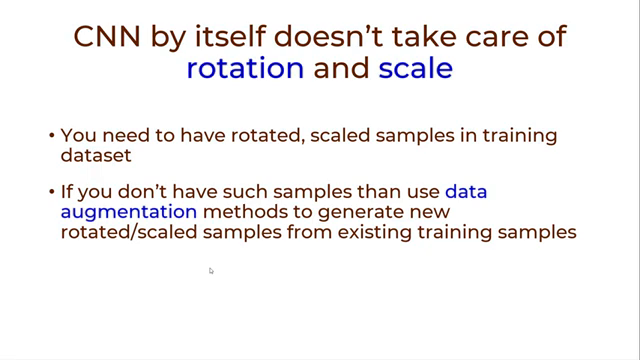 CNN by itself doesn't take care of
rotation and scale
• You need to have rotated, scaled samples in training
dataset
• If you don't have such samples than use data
augmentation methods to generate new
rotated/scaled samples from existing training samples